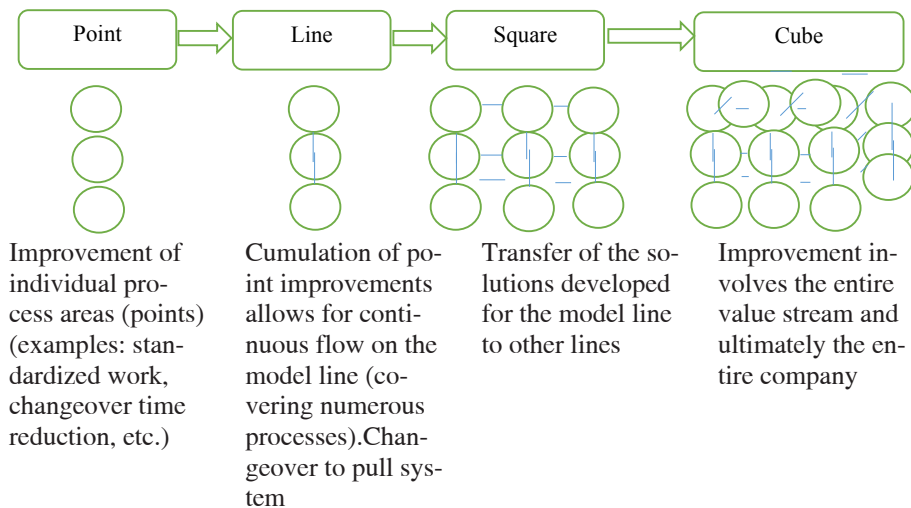 Point
Line
Square
Cube
Improvement of
individual pro-
cess areas (points)
(examples: stan-
dardized work,
changeover time
reduction, etc.)
Cumulation of po-
int improvements
allows for conti-
nuous flow on the
model line (co-
vering numerous
processes).Chan-
geover to pull sys-
tem
Transfer of the so-
lutions developed
for the model line
to other lines
Improvement in-
volves the entire
value stream and
ultimately the en-
tire company